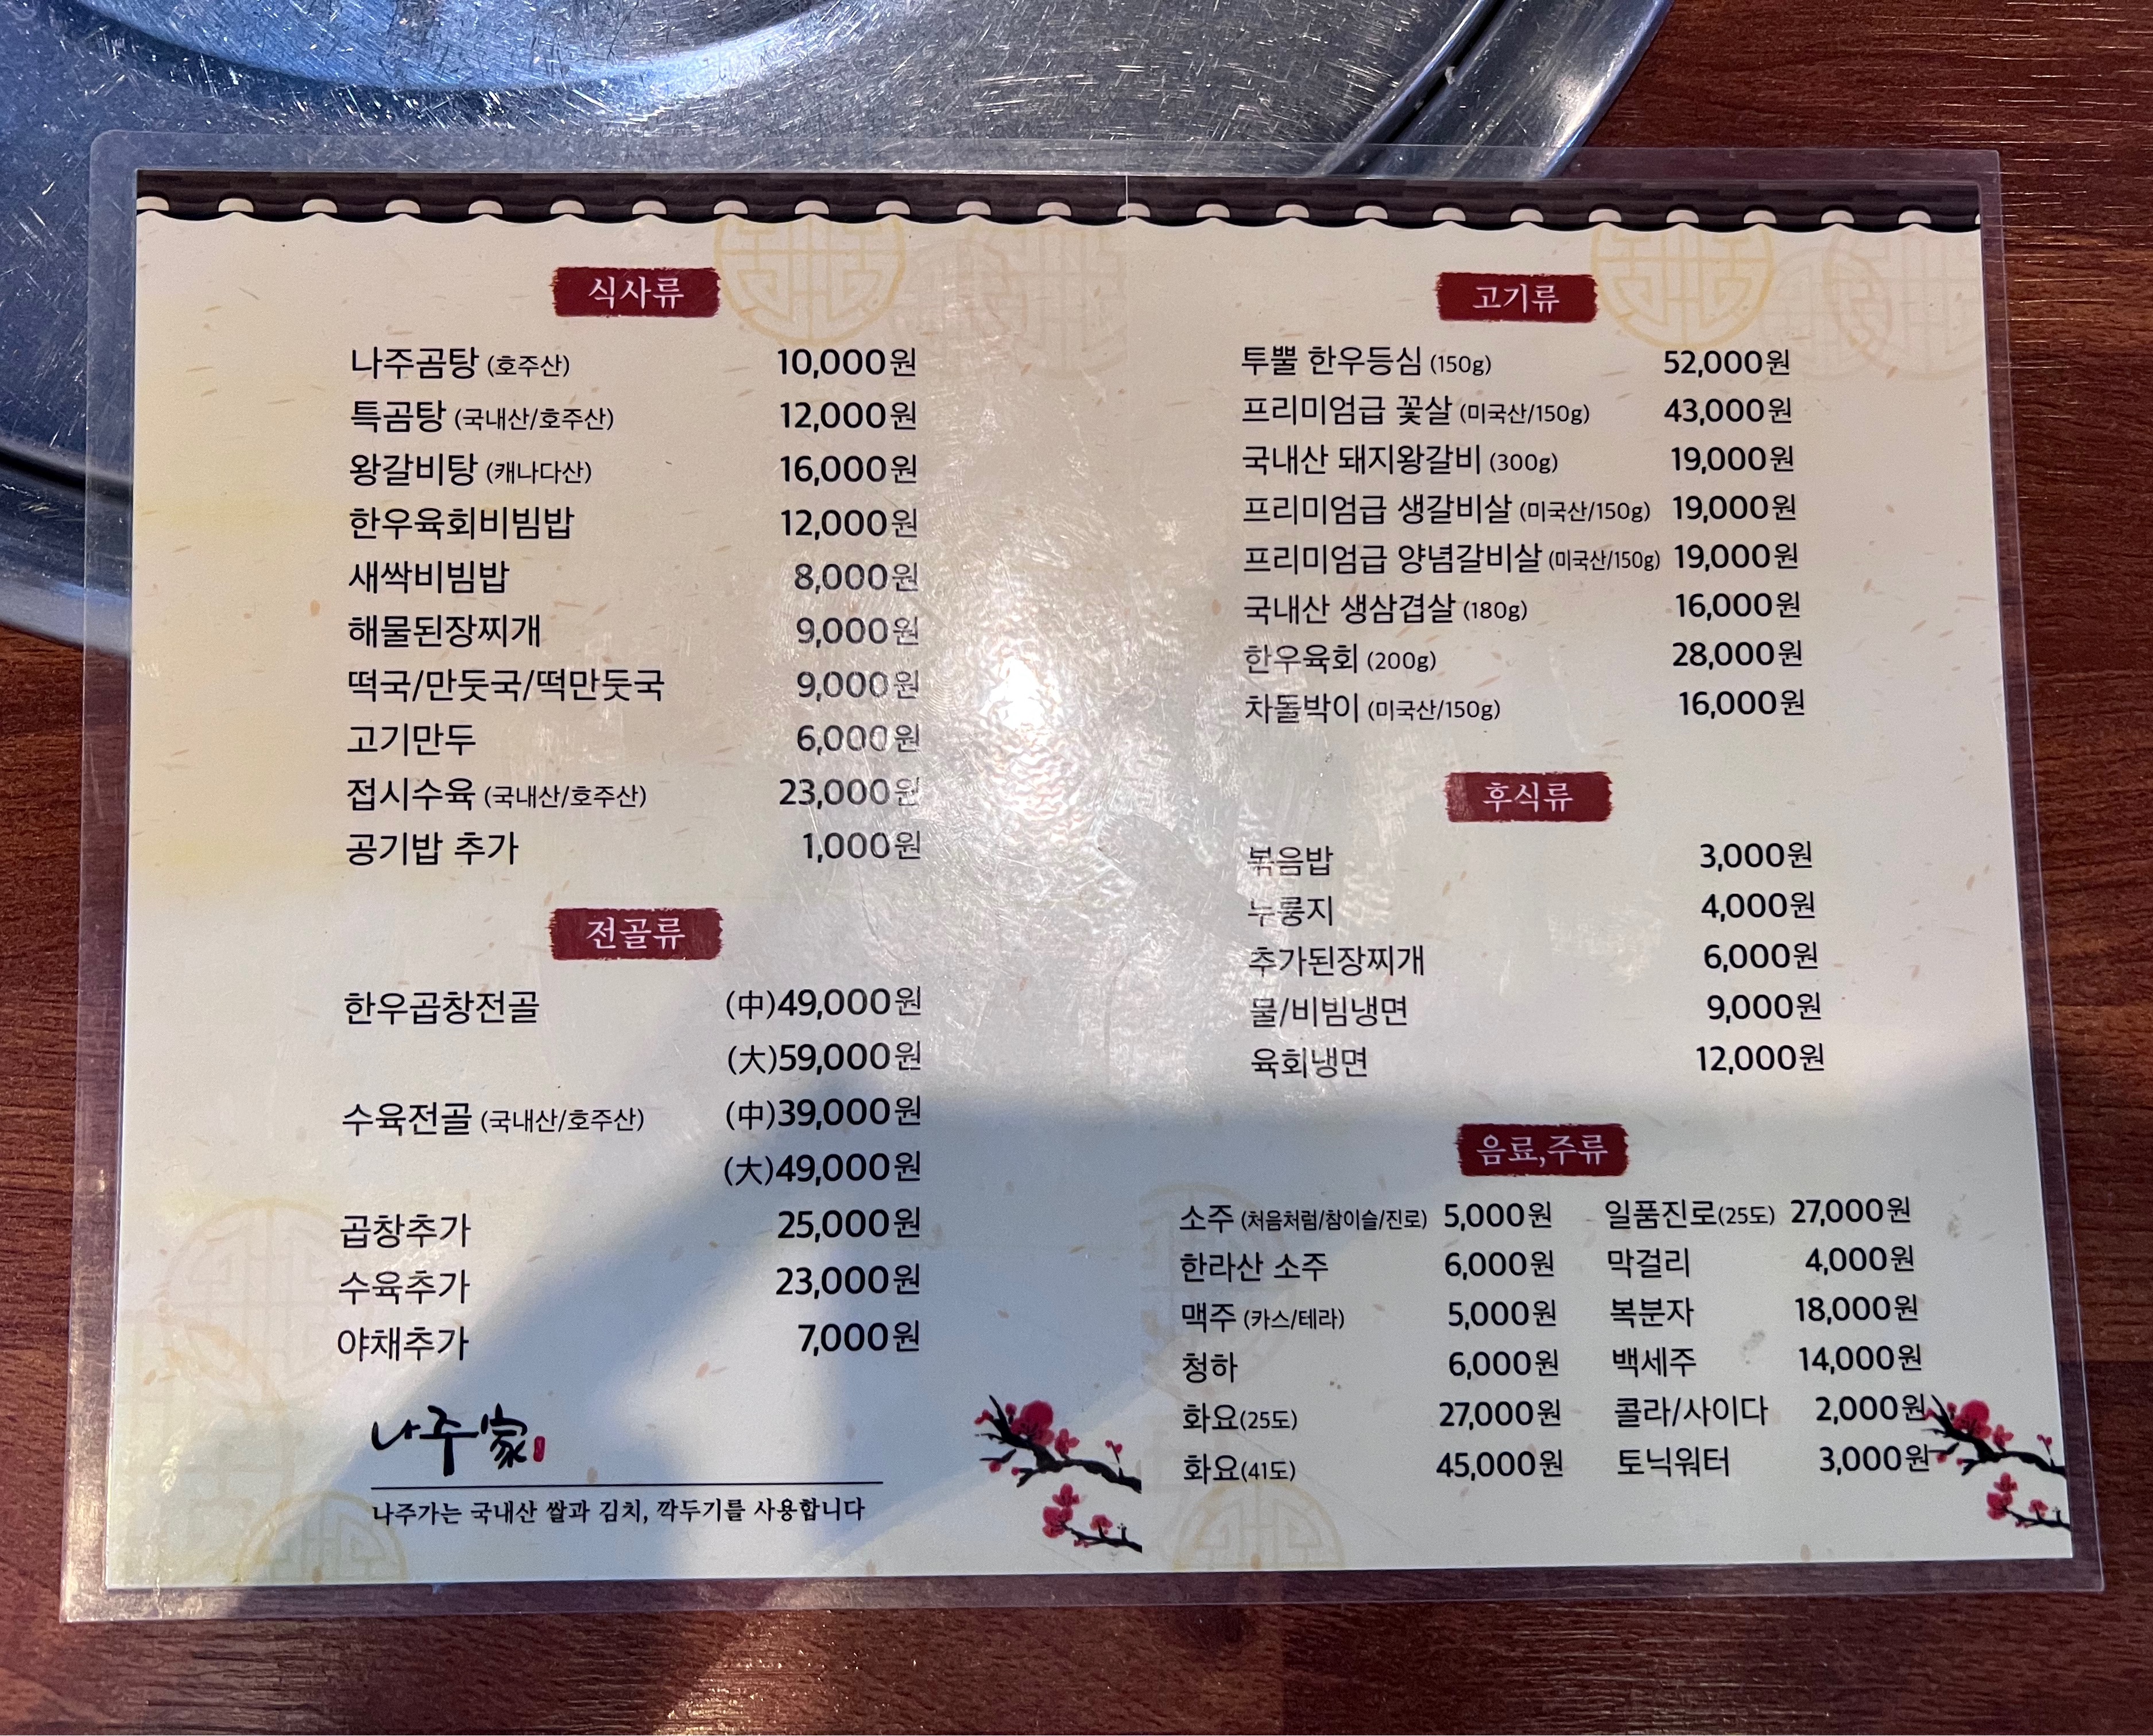 식사류
나주곰탕 (호주산) 10,000원
특곰탕 (국내산/호주산) 12,000원
왕갈비탕 (캐나다산) 16,000원
한우육회비빔밥 12,000원
새싹비빔밥 8,000원
해물된장찌개 9,000원
떡국/만둣국/떡만둣국 9,000원
고기만두 6,000원
접시수육 (국내산/호주산) 23,000원
공기밥 추가 1,000원
전골류
한우곱창전골 (中)49,000원
(大)59,000원
수육전골 (국내산/호주산) (中)39,000원
(大)49,000원
곱창추가 25,000원
수육추가 23,000원
야채추가 7,000원
나주家
나주가는 국내산 쌀과 김치, 깍두기를 사용합니다
고기류
투뿔 한우등심 (150g) 52,000원
프리미엄급 꽃살 (미국산/150g) 43,000원
국내산 돼지왕갈비 (300g) 19,000원
프리미엄급 생갈비살 (미국산/150g) 19,000원
프리미엄급 양념갈비살 (미국산/150g) 19,000원
국내산 생삼겹살 (180g) 16,000원
한우육회 (200g) 28,000원
차돌박이 (미국산/150g) 16,000원
후식류
볶음밥 3,000원
누룽지 4,000원
추가된장찌개 6,000원
물/비빔냉면 9,000원
육회냉면 12,000원
음료,주류
소주 (처음처럼/참이슬/진로) 5,000원 일품진로(25도) 27,000원
한라산 소주 6,000원 막걸리 4,000원
맥주 (카스/테라) 5,000원 복분자 18,000원
청하 6,000원 백세주 14,000원
화요(25도) 27,000원 콜라/사이다 2,000원
화요(41도) 45,000원 토닉워터 3,000원